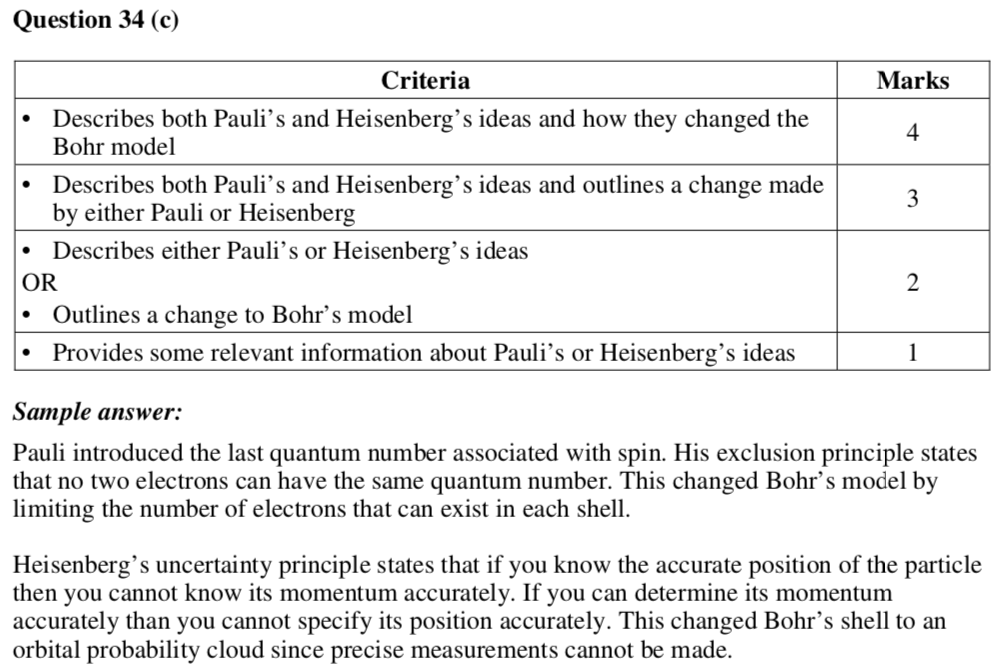 Question 34 (c)
Criteria Marks
• Describes both Pauli's and Heisenberg's ideas and how they changed the
Bohr model
4
• Describes both Pauli's and Heisenberg's ideas and outlines a change made
by either Pauli or Heisenberg
3
• Describes either Pauli's or Heisenberg's ideas
OR
• Outlines a change to Bohr's model
2
• Provides some relevant information about Pauli's or Heisenberg's ideas 1
Sample answer:
Pauli introduced the last quantum number associated with spin. His exclusion principle states
that no two electrons can have the same quantum number. This changed Bohr's model by
limiting the number of electrons that can exist in each shell.
Heisenberg's uncertainty principle states that if you know the accurate position of the particle
then you cannot know its momentum accurately. If you can determine its momentum
accurately than you cannot specify its position accurately. This changed Bohr's shell to an
orbital probability cloud since precise measurements cannot be made.